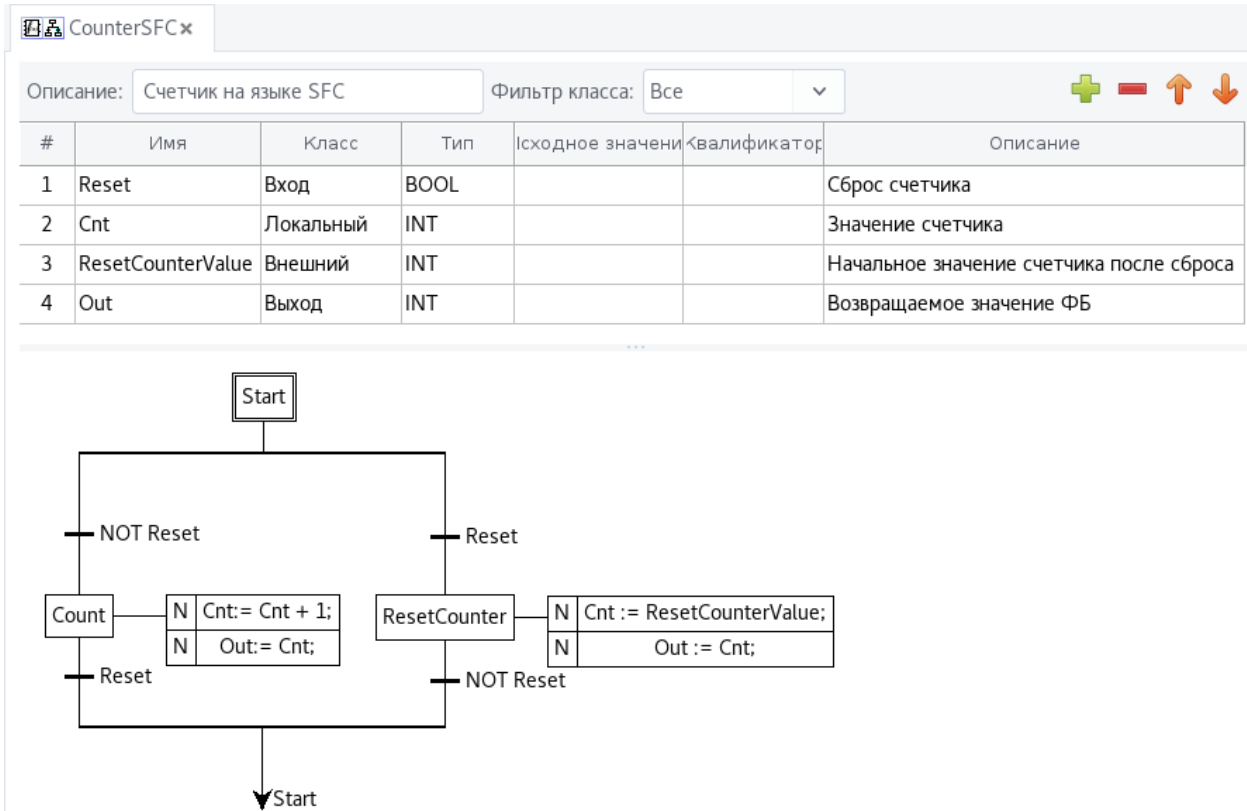 CounterSFC
Описание: Счетчик на языке SFC Фильтр класса: Все
# Имя Класс Тип Исходное значени Квалификатор Описание
1 Reset Вход BOOL Сброс счетчика
2 Cnt Локальный INT Значение счетчика
3 ResetCounterValue Внешний INT Начальное значение счетчика после сброса
4 Out Выход INT Возвращаемое значение ФБ
Start
NOT Reset
Reset
Count
N Cnt:= Cnt + 1;
N Out:= Cnt;
ResetCounter
N Cnt := ResetCounterValue;
N Out := Cnt;
Reset
NOT Reset
Start